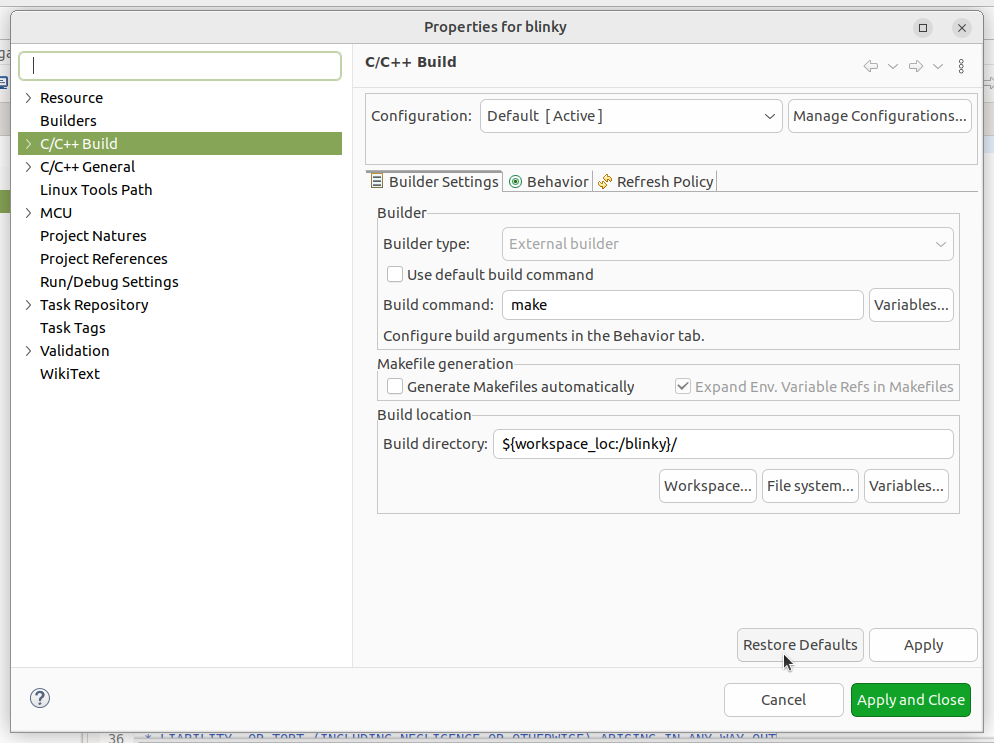 Properties for blinky
Resource
Builders
C/C++ Build
C/C++ General
Linux Tools Path
MCU
Project Natures
Project References
Run/Debug Settings
Task Repository
Task Tags
Validation
WikiText
C/C++ Build
Configuration: Default [Active] Manage Configurations...
Builder Settings Behavior Refresh Policy
Builder
Builder type: External builder
Use default build command
Build command: make Variables...
Configure build arguments in the Behavior tab.
Makefile generation
Generate Makefiles automatically Expand Env. Variable Refs in Makefiles
Build location
Build directory: ${workspace_loc:/blinky}/
Workspace... File system... Variables...
Restore Defaults Apply
Cancel Apply and Close
36 * LIABILITY, OR TORT (INCLUDING NEGLIGENCE OR OTHERWISE) ARISING IN ANY WAY OUT